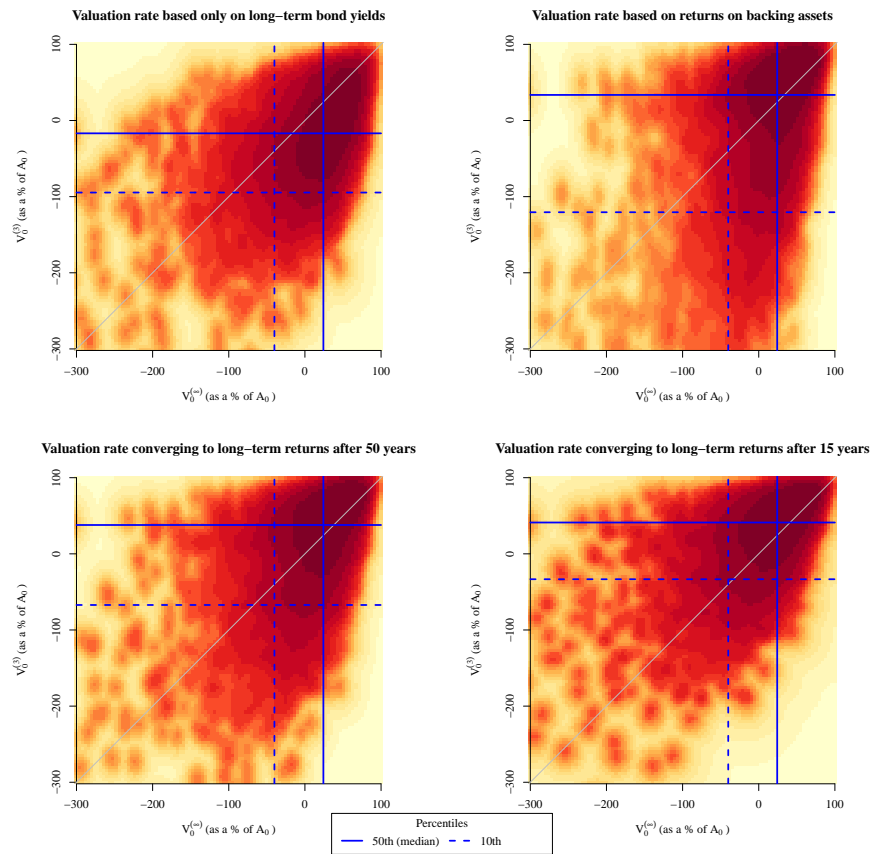 Valuation rate based only on long−term bond yields
Valuation rate based on returns on backing assets
100
0
−100
−200
−300
V₀⁽³⁾ (as a % of A₀ )
−300 −200 −100 0 100
V₀⁽∞⁾ (as a % of A₀ )
100
0
−100
−200
−300
V₀⁽³⁾ (as a % of A₀ )
−300 −200 −100 0 100
V₀⁽∞⁾ (as a % of A₀ )
Valuation rate converging to long−term returns after 50 years
Valuation rate converging to long−term returns after 15 years
100
0
−100
−200
−300
V₀⁽³⁾ (as a % of A₀ )
−300 −200 −100 0 100
V₀⁽∞⁾ (as a % of A₀ )
100
0
−100
−200
−300
V₀⁽³⁾ (as a % of A₀ )
−300 −200 −100 0 100
V₀⁽∞⁾ (as a % of A₀ )
Percentiles
50th (median) 10th